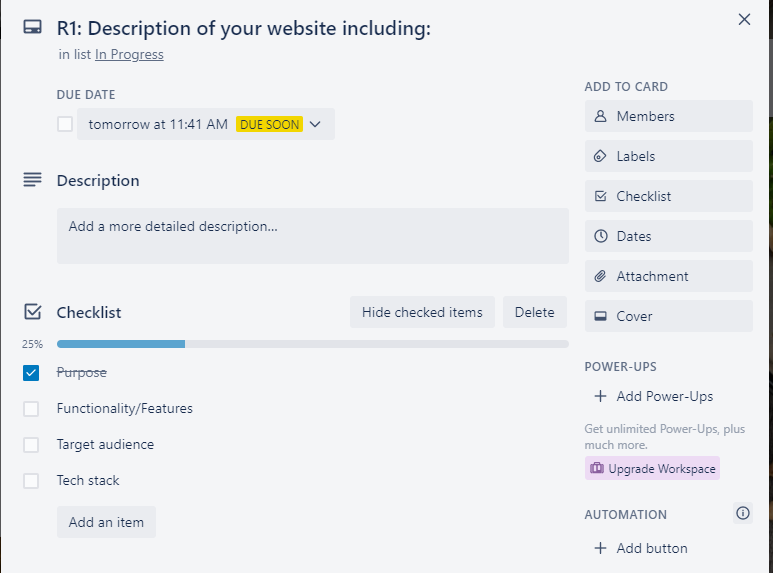 R1: Description of your website including:
in list In Progress
DUE DATE
tomorrow at 11:41 AM DUE SOON
Description
Add a more detailed description...
Checklist
Hide checked items
Delete
25%
Purpose
Functionality/Features
Target audience
Tech stack
Add an item
ADD TO CARD
Members
Labels
Checklist
Dates
Attachment
Cover
POWER-UPS
Add Power-Ups
Get unlimited Power-Ups, plus
much more.
Upgrade Workspace
AUTOMATION
Add button